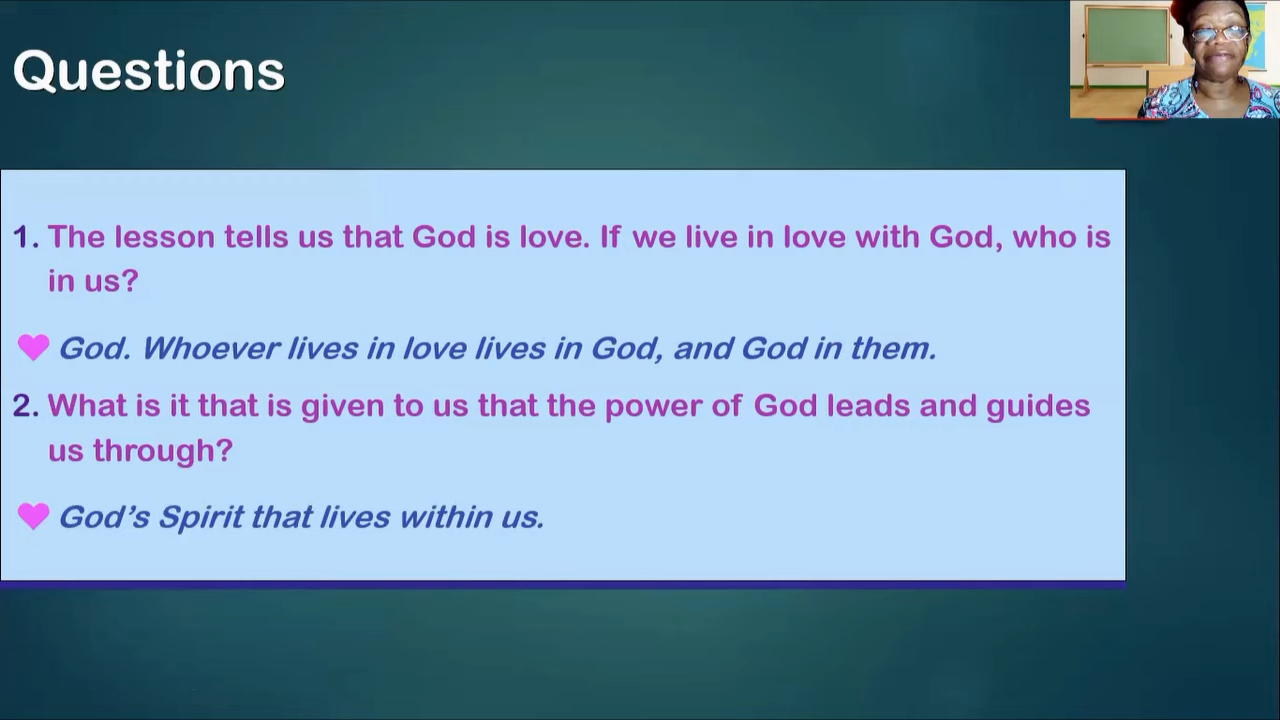 Questions
1. The lesson tells us that God is love. If we live in love with God, who is
in us?
God. Whoever lives in love lives in God, and God in them.
2. What is it that is given to us that the power of God leads and guides
us through?
God’s Spirit that lives within us.